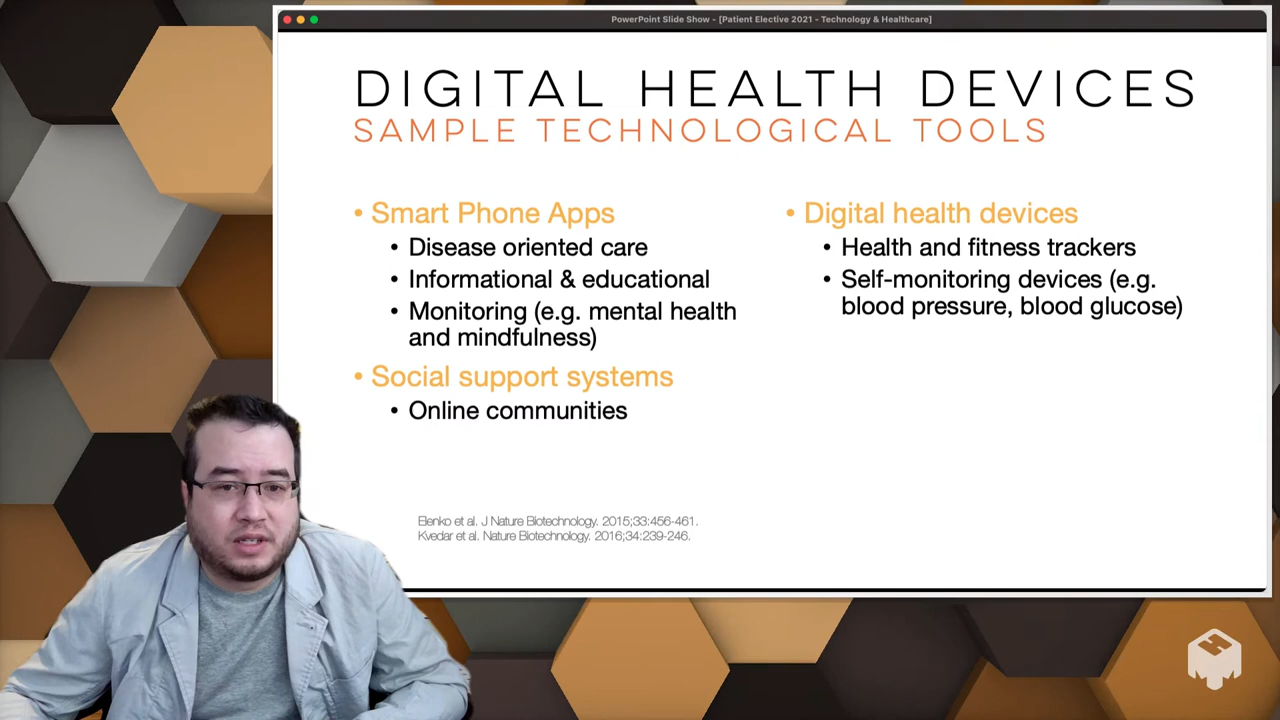 PowerPoint Slide Show - [Patient Elective 2021 - Technology & Healthcare]
DIGITAL HEALTH DEVICES
SAMPLE TECHNOLOGICAL TOOLS
• Smart Phone Apps
• Disease oriented care
• Informational & educational
• Monitoring (e.g. mental health
and mindfulness)
• Social support systems
• Online communities
• Digital health devices
• Health and fitness trackers
• Self-monitoring devices (e.g.
blood pressure, blood glucose)
Elenko et al. J Nature Biotechnology. 2015;33:456-461.
Kvedar et al. Nature Biotechnology. 2016;34:239-246.